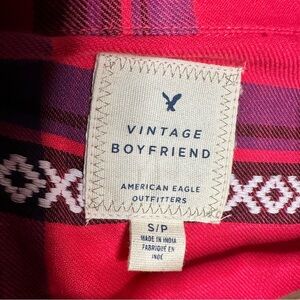 VINTAGE
BOYFRIEND
AMERICAN EAGLE
OUTFITTERS
S/P
MADE IN INDIA
FABRIQUÉ EN
INDE